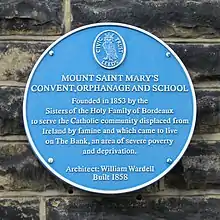 MOUNT SAINT MARY'S
CONVENT, ORPHANAGE AND SCHOOL
Founded in 1853 by the
Sisters of the Holy Family of Bordeaux
to serve the Catholic community displaced from
Ireland by famine and which came to live
on The Bank, an area of severe poverty
and deprivation.
Architect: William Wardell
Built 1858